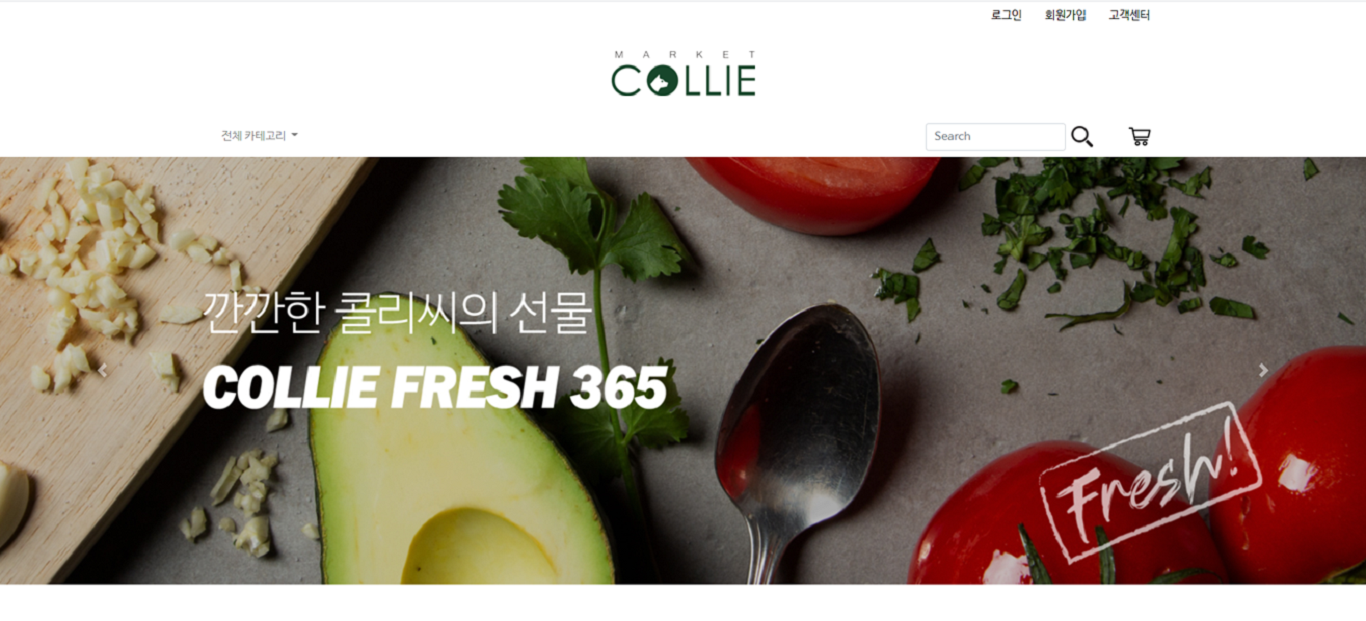 로그인 회원가입 고객센터
MARKET
COLLIE
전체 카테고리
Search
깐깐한 콜리씨의 선물
COLLIE FRESH 365
Fresh!